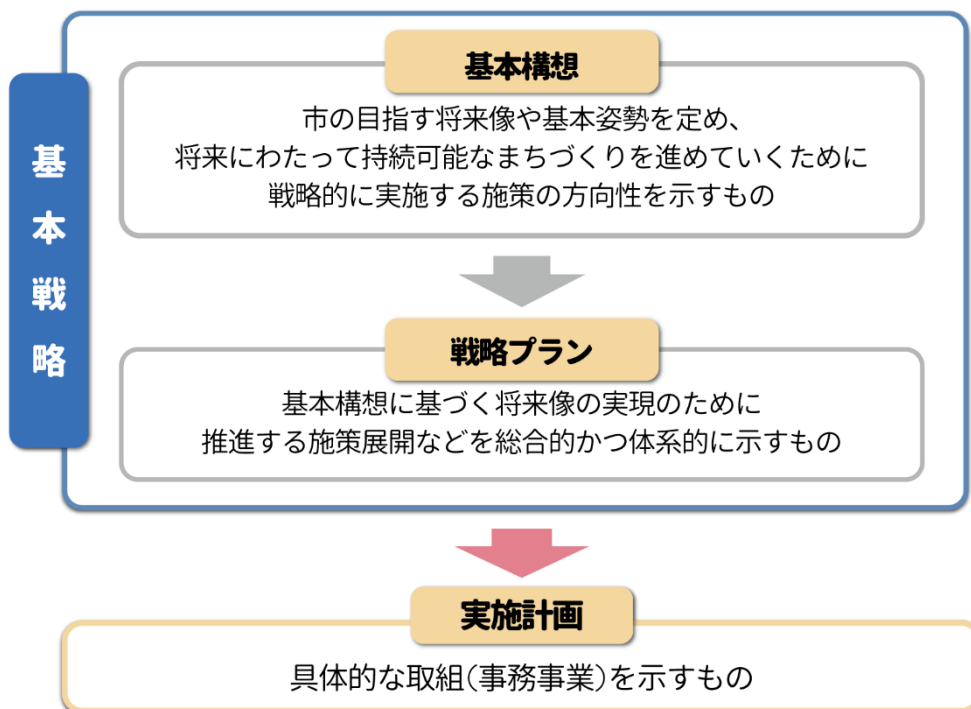 基本戦略
基本構想
市の目指す将来像や基本姿勢を定め、
将来にわたって持続可能なまちづくりを進めていくために
戦略的に実施する施策の方向性を示すもの
戦略プラン
基本構想に基づく将来像の実現のために
推進する施策展開などを総合的かつ体系的に示すもの
実施計画
具体的な取組（事務事業）を示すもの